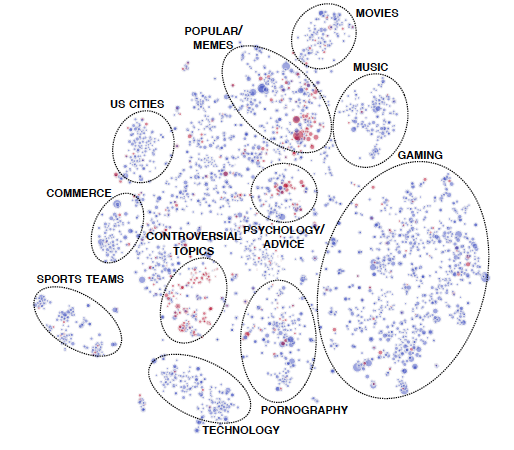 MOVIES
POPULAR/
MEMES
MUSIC
US CITIES
GAMING
COMMERCE
PSYCHOLOGY/
ADVICE
CONTROVERSIAL
TOPICS
SPORTS TEAMS
PORNOGRAPHY
TECHNOLOGY